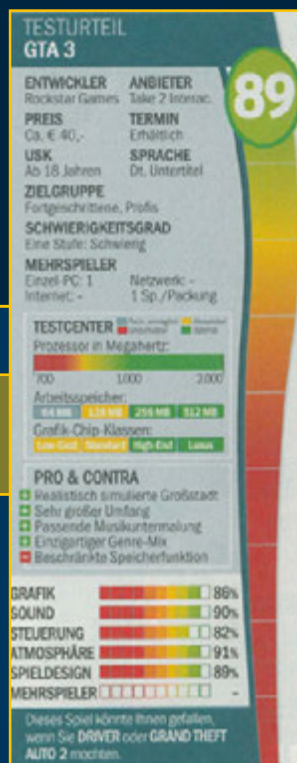 TESTURTEIL
GTA 3
89
ENTWICKLER ANBIETER
Rockstar Games Take 2 Interac.
PREIS TERMIN
Ca. € 40,- Erhältlich
USK SPRACHE
Ab 18 Jahren Dt. Untertitel
ZIELGRUPPE
Fortgeschrittene, Profis
SCHWIERIGKEITSGRAD
Eine Stufe: Schwierig
MEHRSPIELER
Einzel-PC: 1 Netzwerk: -
Internet: - 1 Sp./Packung
TESTCENTER
Prozessor in Megahertz:
700 1.000 2.000
Arbeitsspeicher:
64 MB 128 MB 256 MB 512 MB
Grafik-Chip-Klassen:
Low-Cost Standard High-End Luxus
PRO & CONTRA
+ Realistisch simulierte Großstadt
+ Sehr großer Umfang
+ Passende Musikuntermalung
+ Einzigartiger Genre-Mix
- Beschränkte Speicherfunktion
GRAFIK 86%
SOUND 90%
STEUERUNG 82%
ATMOSPHÄRE 91%
SPIELDESIGN 89%
MEHRSPIELER -
Dieses Spiel könnte Ihnen gefallen,
wenn Sie DRIVER oder GRAND THEFT
AUTO 2 mochten.